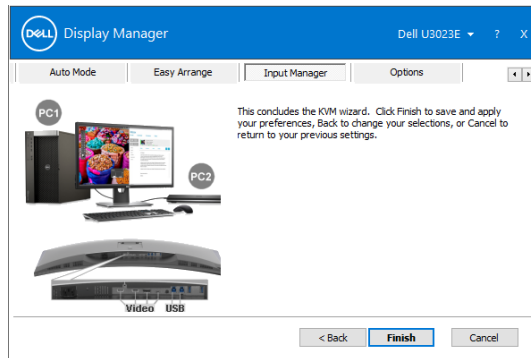 DELL Display Manager
Dell U3023E ? X
Auto Mode
Easy Arrange
Input Manager
Options
PC1
PC2
This concludes the KVM wizard. Click Finish to save and apply
your preferences, Back to change your selections, or Cancel to
return to your previous settings.
Video USB
< Back
Finish
Cancel